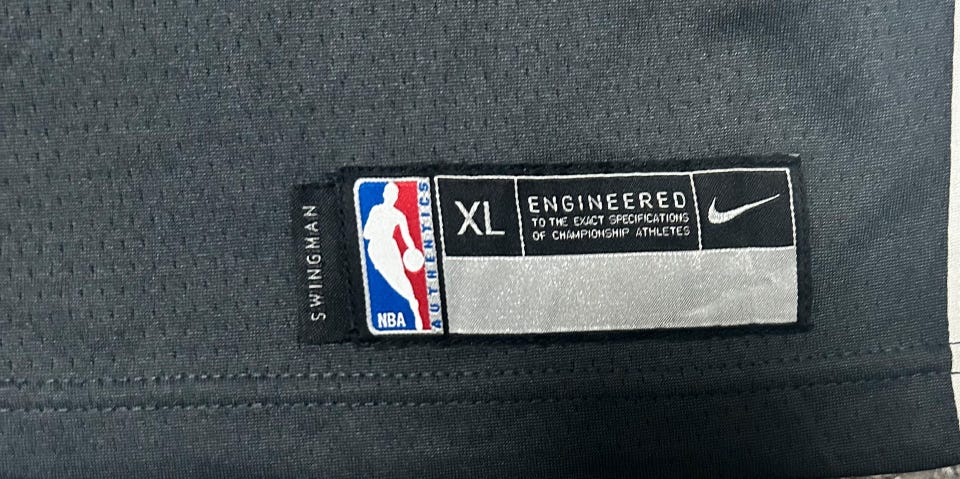 SWINGMAN
NBA
AUTHENTICS
XL
ENGINEERED
TO THE EXACT SPECIFICATIONS
OF CHAMPIONSHIP ATHLETES